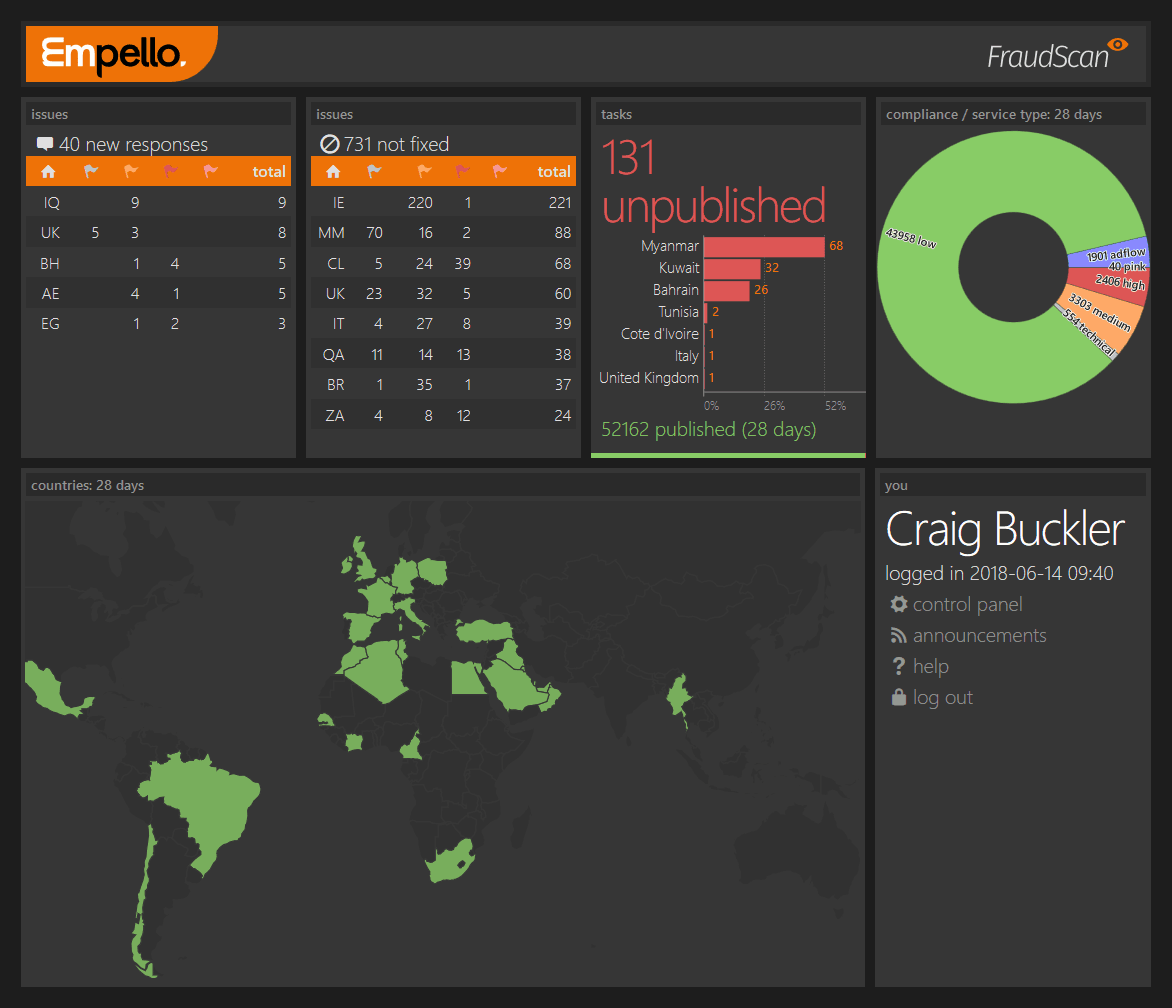 Empello.
FraudScan
issues
40 new responses
total
IQ 9 9
UK 5 3 8
BH 1 4 5
AE 4 1 5
EG 1 2 3
issues
731 not fixed
total
IE 220 1 221
MM 70 16 2 88
CL 5 24 39 68
UK 23 32 5 60
IT 4 27 8 39
QA 11 14 13 38
BR 1 35 1 37
ZA 4 8 12 24
tasks
131
unpublished
Myanmar 68
Kuwait 32
Bahrain 26
Tunisia 2
Cote d'Ivoire 1
Italy 1
United Kingdom 1
0% 26% 52%
52162 published (28 days)
compliance / service type: 28 days
43958 low
1901 adflow
40 pink
2406 high
3303 medium
554 technical
countries: 28 days
you
Craig Buckler
logged in 2018-06-14 09:40
control panel
announcements
? help
log out